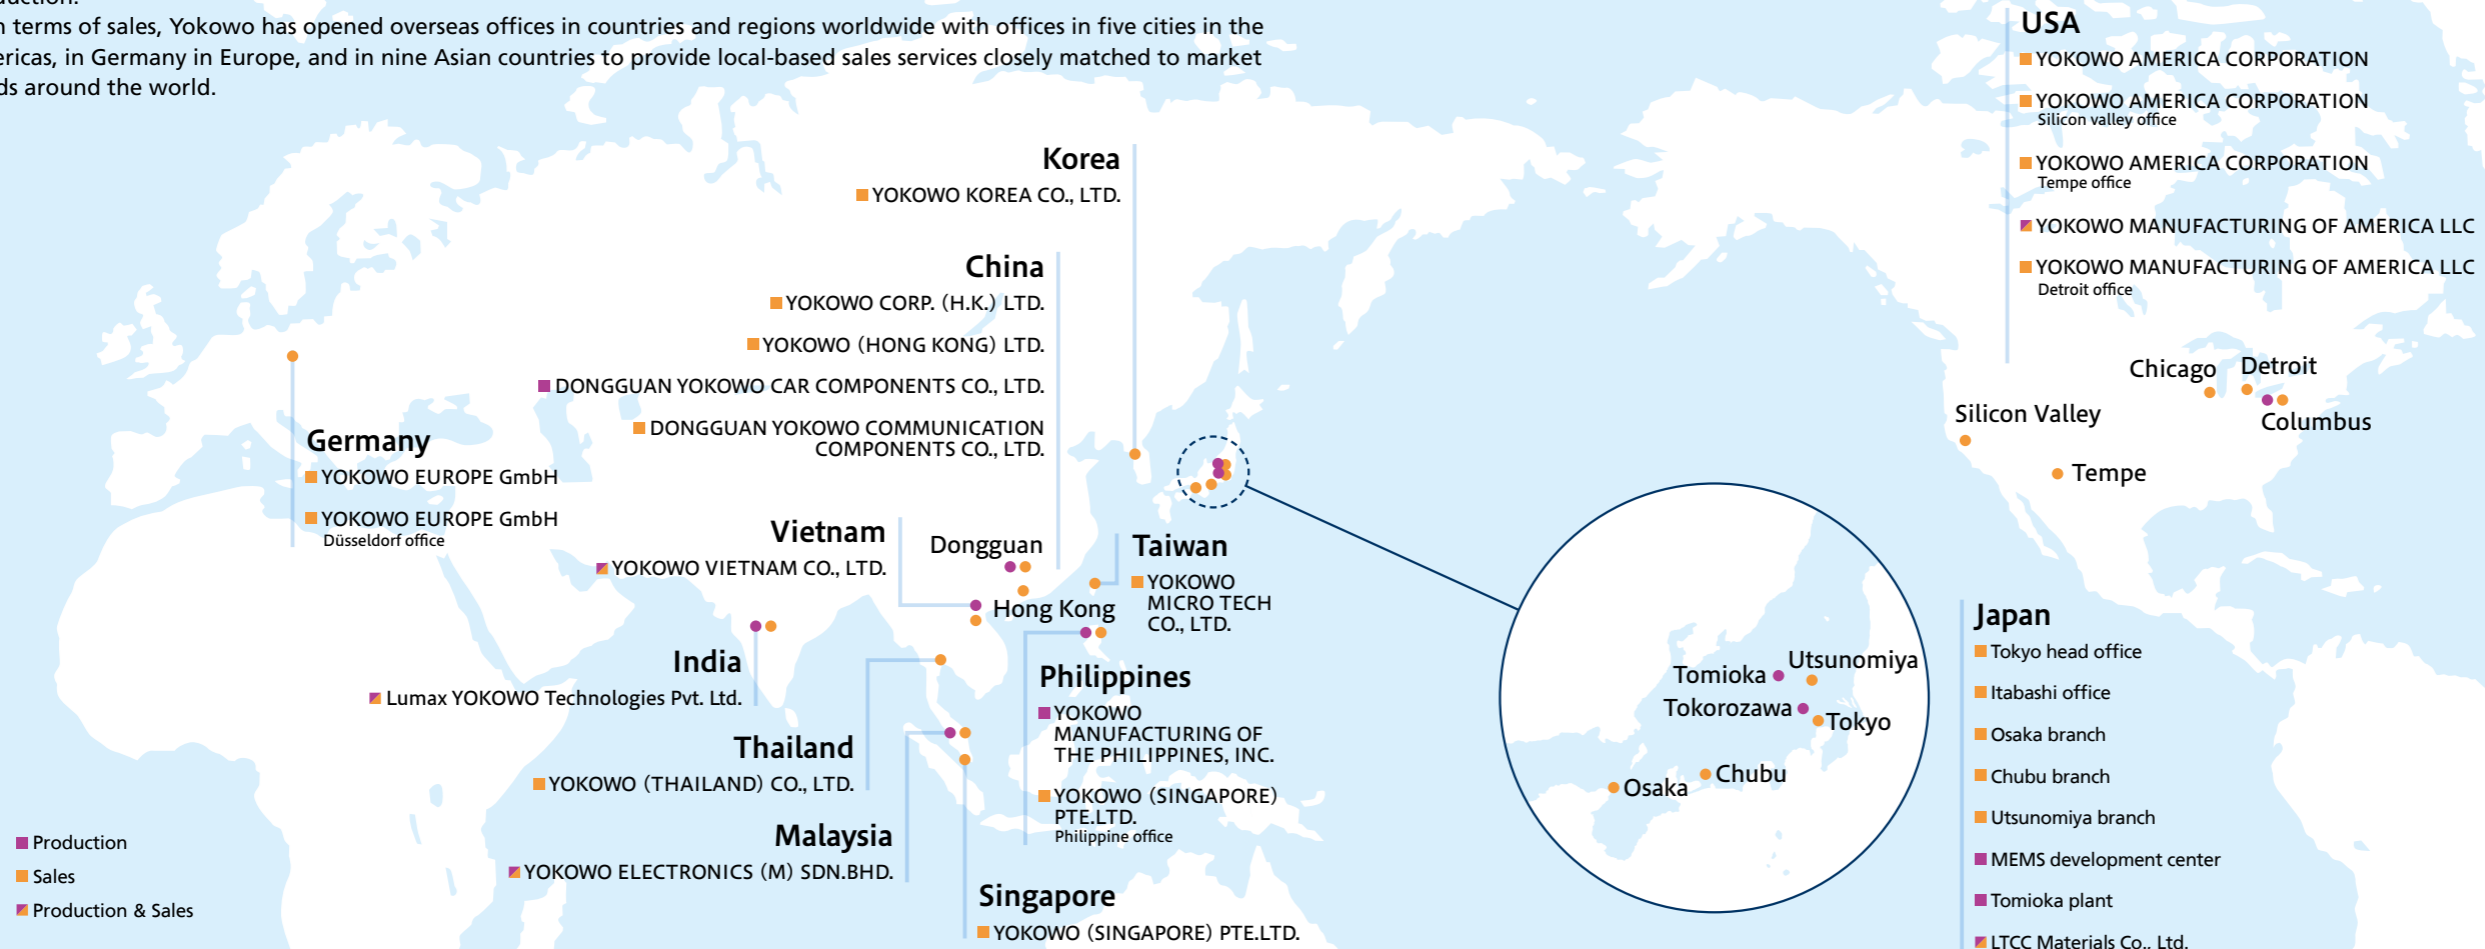 n terms of sales, Yokowo has opened overseas offices in countries and regions worldwide with offices in five cities in the
ericas, in Germany in Europe, and in nine Asian countries to provide local-based sales services closely matched to market
ds around the world.
USA
YOKOWO AMERICA CORPORATION
YOKOWO AMERICA CORPORATION
Silicon valley office
YOKOWO AMERICA CORPORATION
Tempe office
YOKOWO MANUFACTURING OF AMERICA LLC
YOKOWO MANUFACTURING OF AMERICA LLC
Detroit office
Korea
YOKOWO KOREA CO., LTD.
China
YOKOWO CORP. (H.K.) LTD.
YOKOWO (HONG KONG) LTD.
DONGGUAN YOKOWO CAR COMPONENTS CO., LTD.
DONGGUAN YOKOWO COMMUNICATION
COMPONENTS CO., LTD.
Chicago
Detroit
Columbus
Silicon Valley
Tempe
Germany
YOKOWO EUROPE GmbH
YOKOWO EUROPE GmbH
Düsseldorf office
Vietnam
YOKOWO VIETNAM CO., LTD.
Dongguan
Hong Kong
Taiwan
YOKOWO
MICRO TECH
CO., LTD.
India
Lumax YOKOWO Technologies Pvt. Ltd.
Philippines
YOKOWO
MANUFACTURING OF
THE PHILIPPINES, INC.
YOKOWO (SINGAPORE)
PTE.LTD.
Philippine office
Thailand
YOKOWO (THAILAND) CO., LTD.
Malaysia
YOKOWO ELECTRONICS (M) SDN.BHD.
Singapore
YOKOWO (SINGAPORE) PTE.LTD.
Utsunomiya
Tomioka
Tokorozawa
Tokyo
Chubu
Osaka
Japan
Tokyo head office
Itabashi office
Osaka branch
Chubu branch
Utsunomiya branch
MEMS development center
Tomioka plant
LTCC Materials Co., Ltd.
Production
Sales
Production & Sales